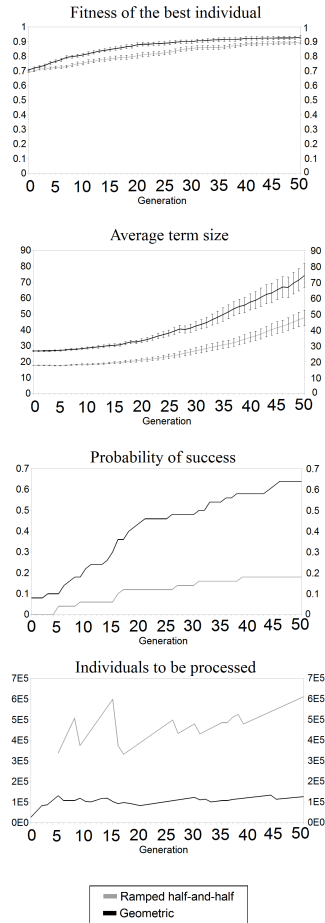 Fitness of the best individual
1 1
0.9 0.9
0.8 0.8
0.7 0.7
0.6 0.6
0.5 0.5
0.4 0.4
0.3 0.3
0.2 0.2
0.1 0.1
0 0
0 5 10 15 20 25 30 35 40 45 50
Generation
Average term size
90 90
80 80
70 70
60 60
50 50
40 40
30 30
20 20
10 10
0 0
0 5 10 15 20 25 30 35 40 45 50
Generation
Probability of success
0.7 0.7
0.6 0.6
0.5 0.5
0.4 0.4
0.3 0.3
0.2 0.2
0.1 0.1
0 0
0 5 10 15 20 25 30 35 40 45 50
Generation
Individuals to be processed
7E5 7E5
6E5 6E5
5E5 5E5
4E5 4E5
3E5 3E5
2E5 2E5
1E5 1E5
0E0 0E0
0 5 10 15 20 25 30 35 40 45 50
Generation
Ramped half-and-half
Geometric